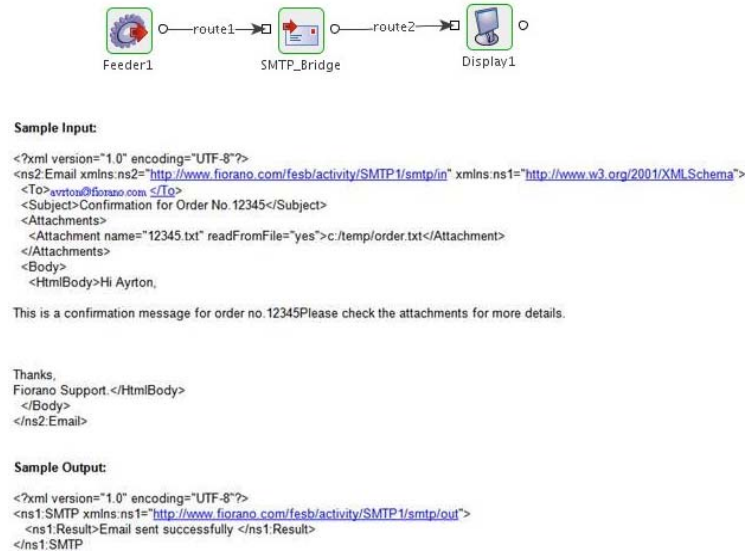 route1
route2
Feeder1
SMTP_Bridge
Display1
Sample Input:
<?xml version="1.0" encoding="UTF-8"?>
<ns2:Email xmlns:ns2="http://www.fiorano.com/fesb/activity/SMTP1/smtp/in" xmlns:ns1="http://www.w3.org/2001/XMLSchema">
<To>ayrton@fiorano.com </To>
<Subject>Confirmation for Order No.12345</Subject>
<Attachments>
<Attachment name="12345.txt" readFromFile="yes">c:/temp/order.txt</Attachment>
</Attachments>
<Body>
<HtmlBody>Hi Ayrton,
This is a confirmation message for order no.12345Please check the attachments for more details.
Thanks,
Fiorano Support.</HtmlBody>
</Body>
</ns2:Email>
Sample Output:
<?xml version="1.0" encoding="UTF-8"?>
<ns1:SMTP xmlns:ns1="http://www.fiorano.com/fesb/activity/SMTP1/smtp/out">
<ns1:Result>Email sent successfully </ns1:Result>
</ns1:SMTP